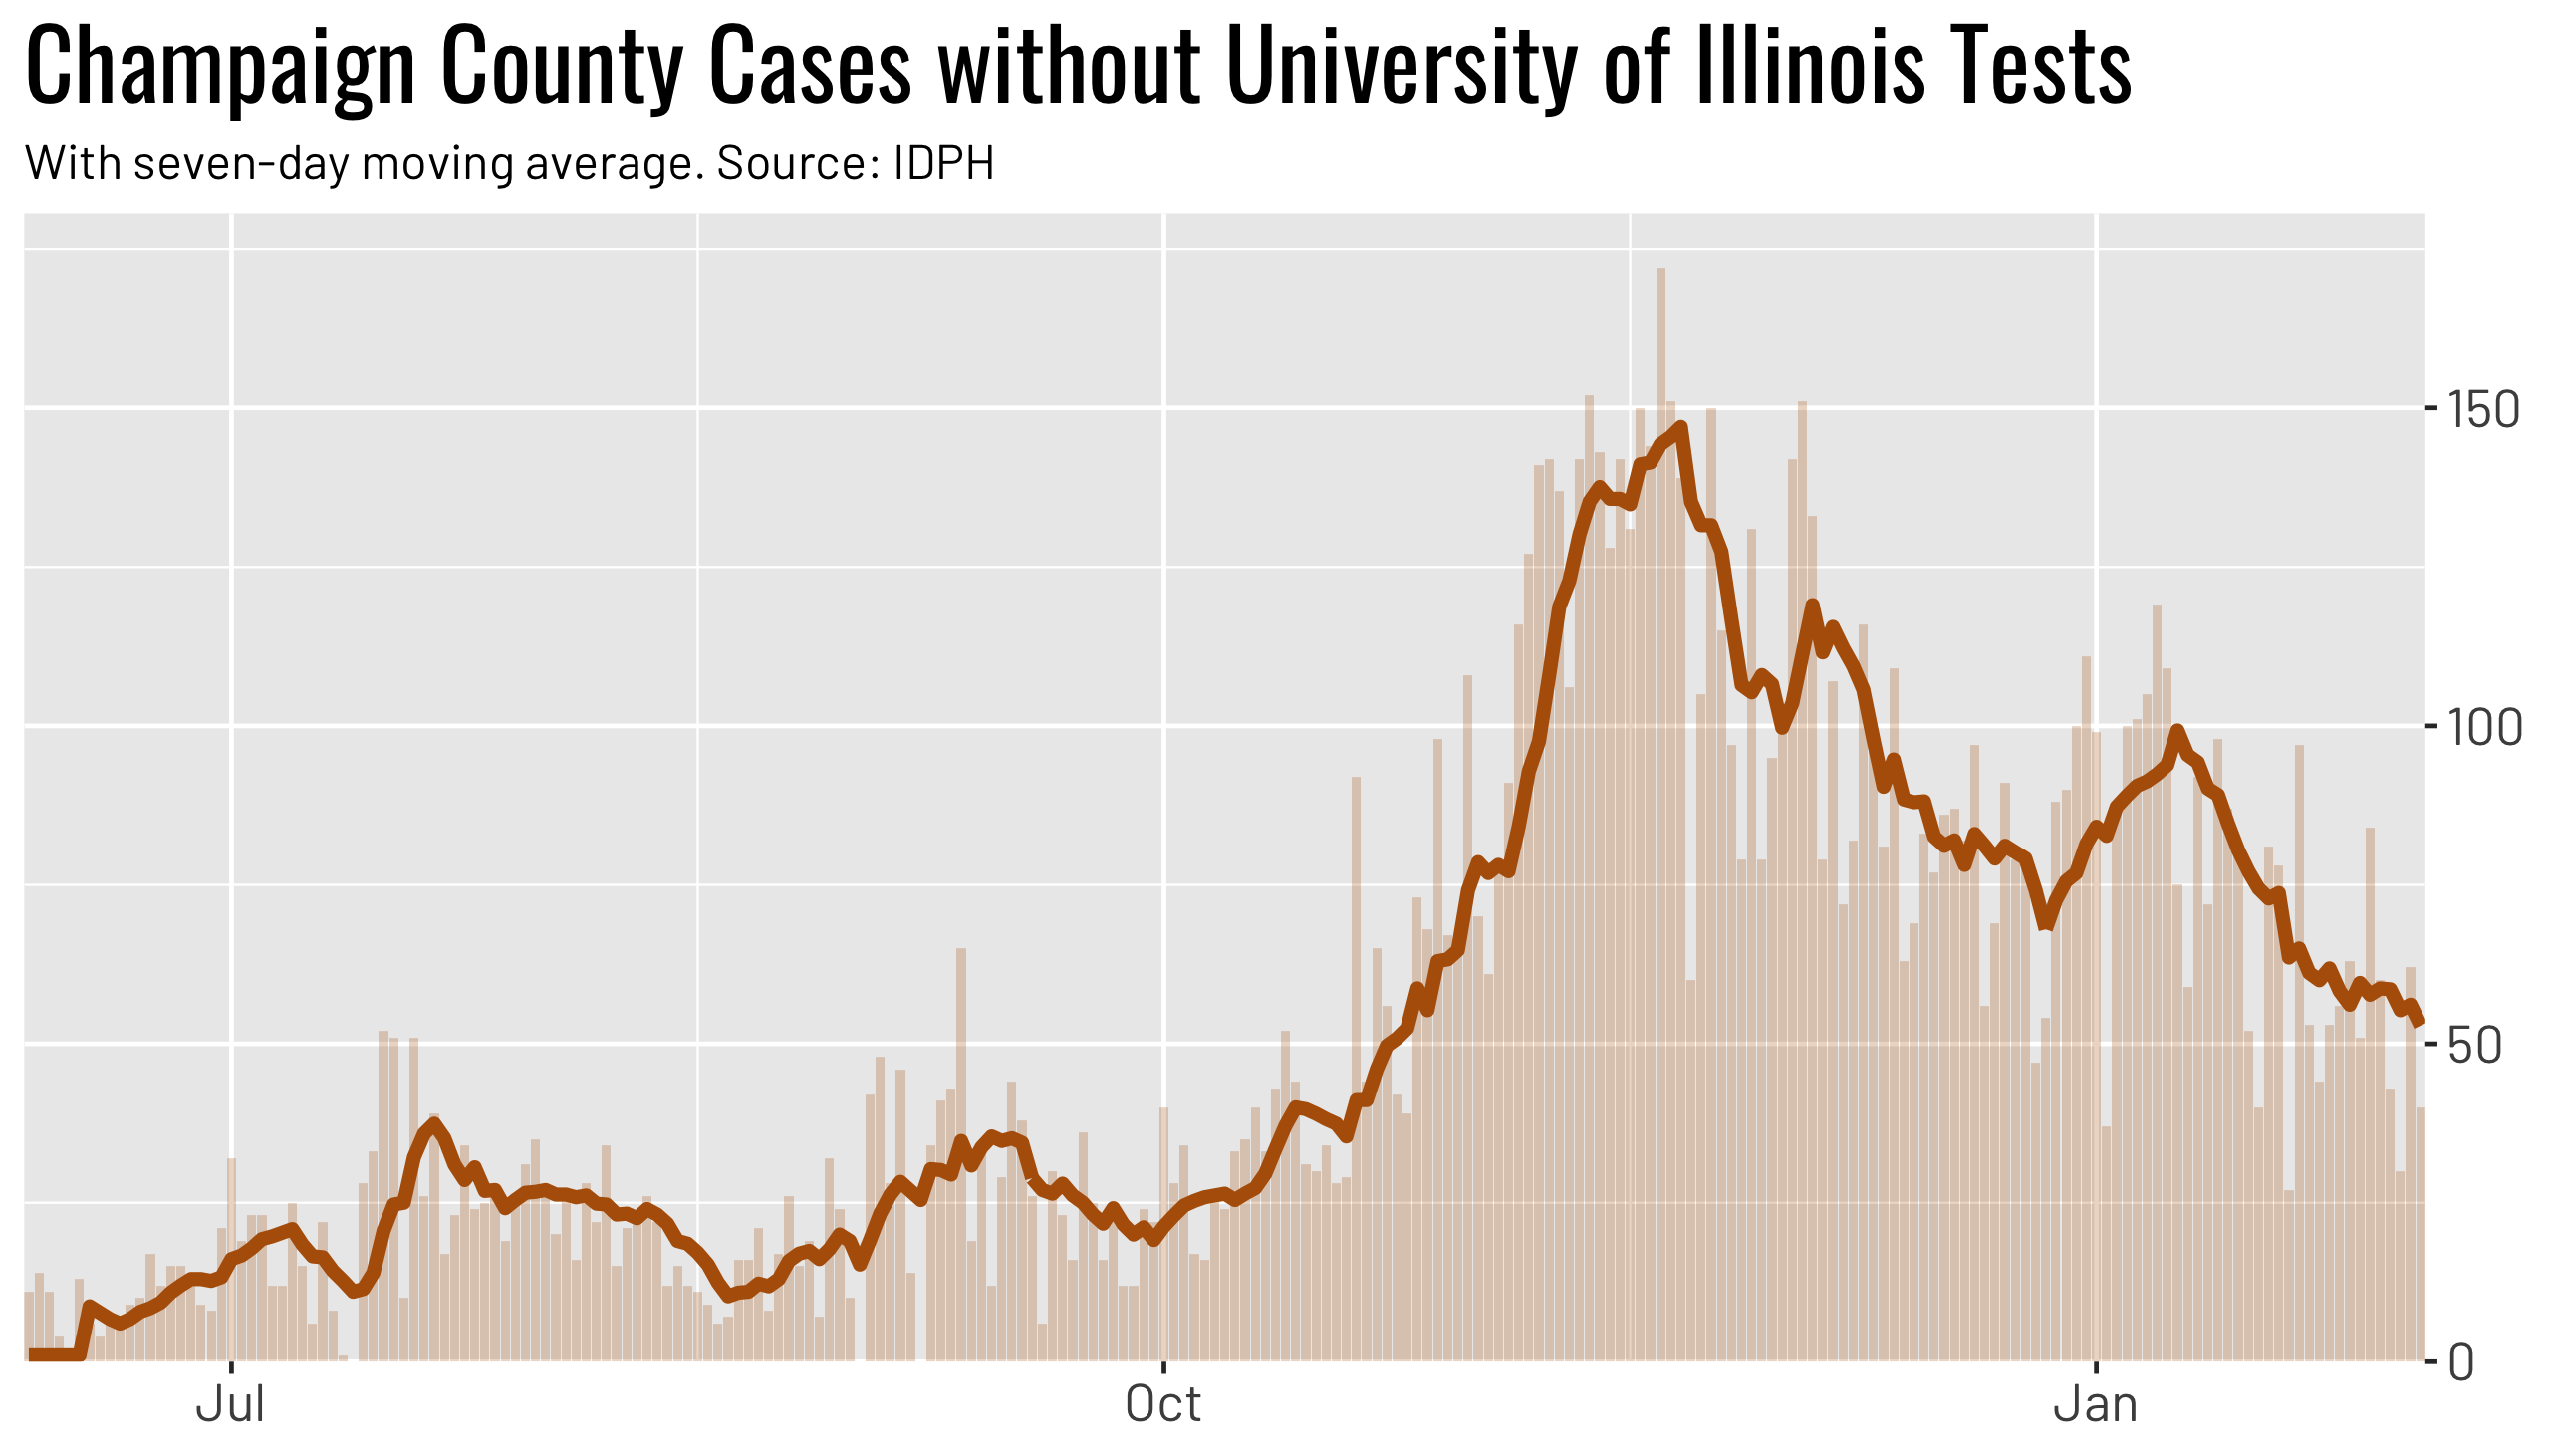 Champaign County Cases without University of Illinois Tests
With seven-day moving average. Source: IDPH
150
100
50
0
Jul Oct Jan